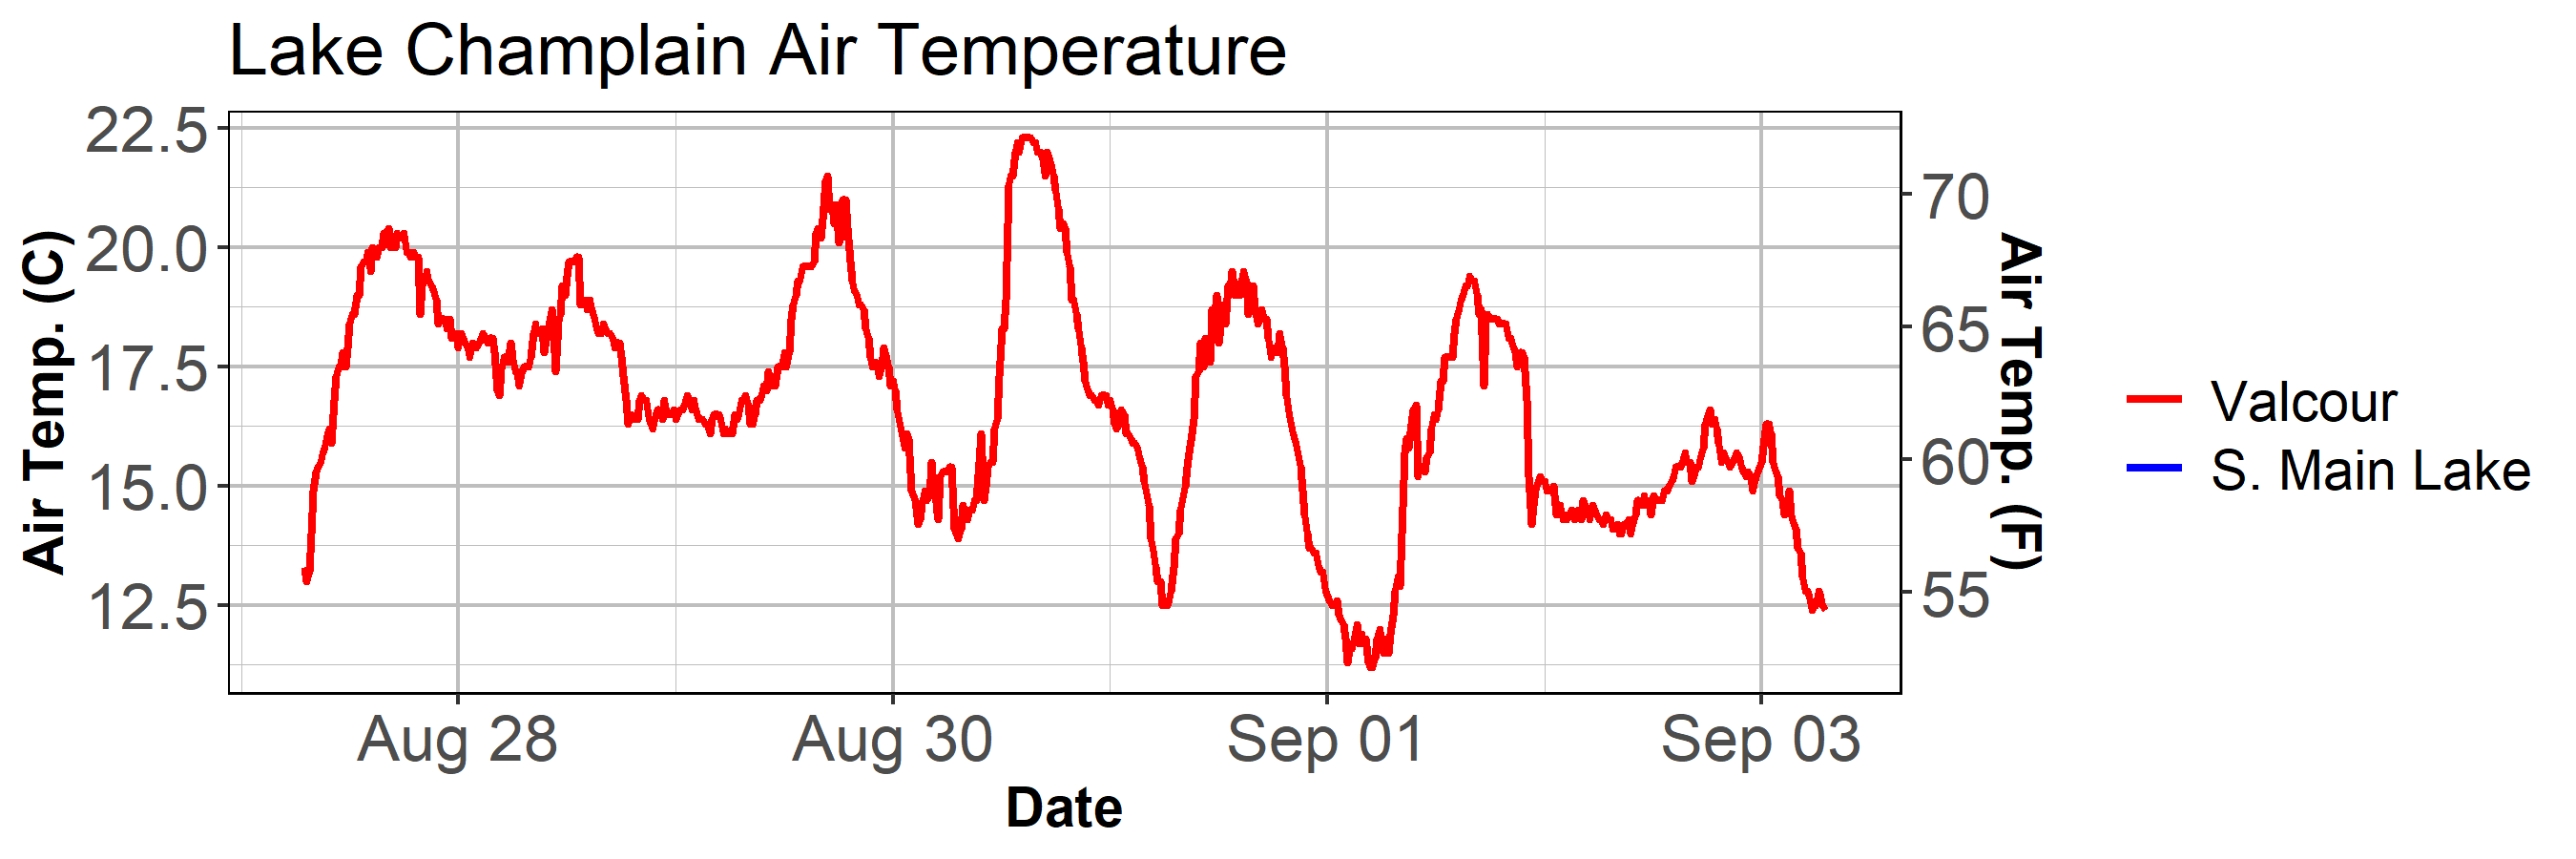 Lake Champlain Air Temperature
22.5
20.0
17.5
15.0
12.5
Air Temp. (C)
70
65
60
55
Air Temp. (F)
Aug 28
Aug 30
Sep 01
Sep 03
Date
Valcour
S. Main Lake